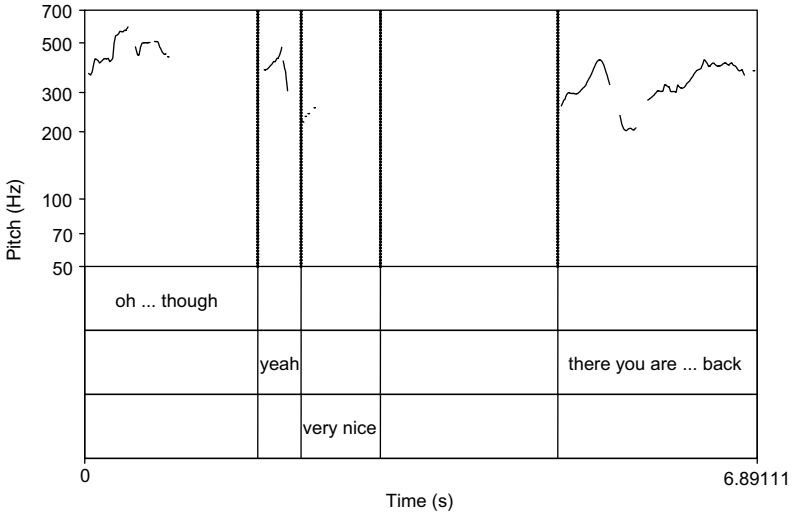 700
500
300
200
100
70
50
Pitch (Hz)
oh ... though
yeah
there you are ... back
very nice
0
6.89111
Time (s)